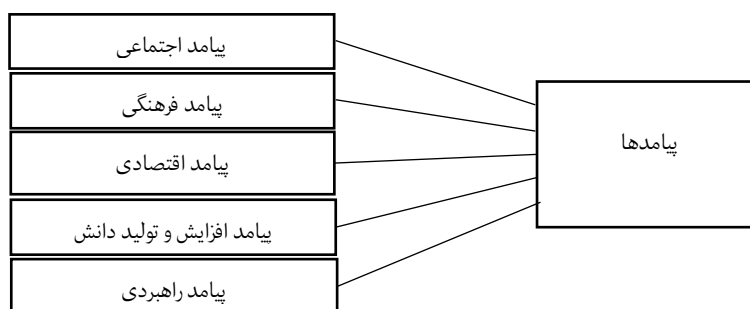 پیامد اجتماعی
پیامد فرهنگی
پیامدها
پیامد اقتصادی
پیامد افزایش و تولید دانش
پیامد راهبردی